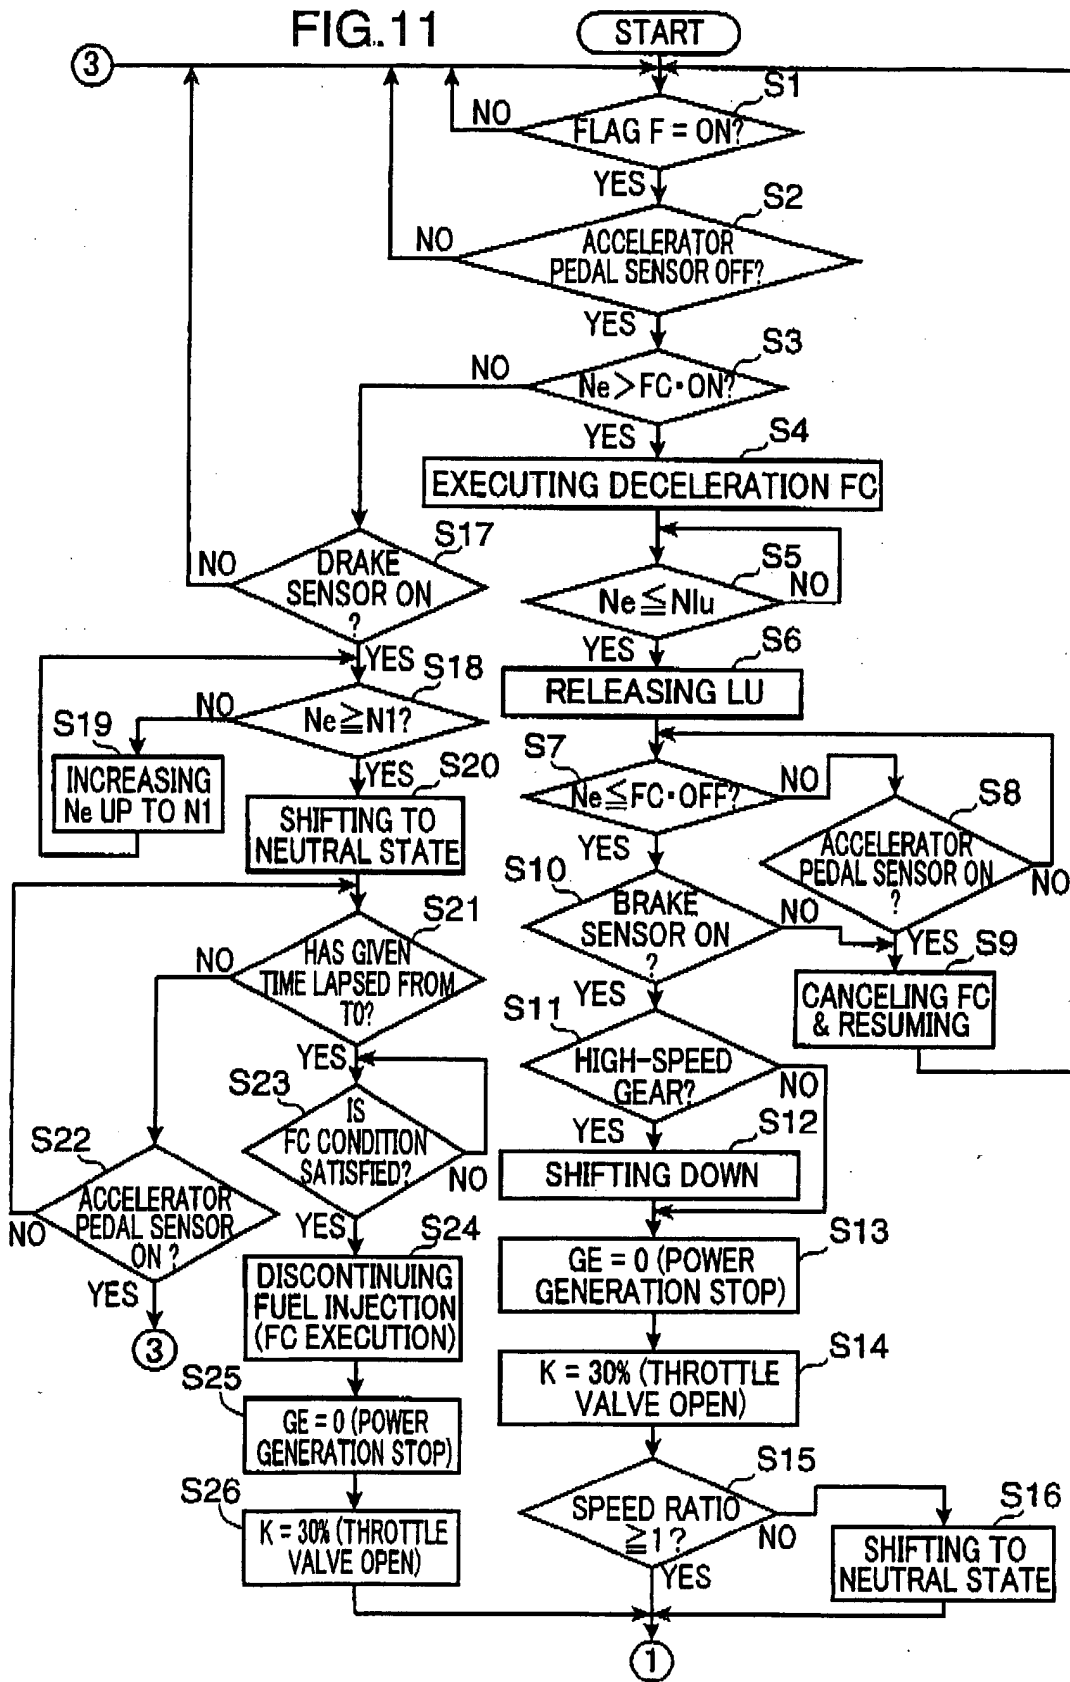 FIG.11
START
3
S1
FLAG F = ON?
NO
YES
S2
ACCELERATOR
PEDAL SENSOR OFF?
NO
YES
S3
Ne > FC・ON?
NO
YES
S4
EXECUTING DECELERATION FC
S5
Ne ≦ Nlu
NO
YES
S6
RELEASING LU
S7
Ne ≦ FC・OFF?
NO
YES
S8
ACCELERATOR
PEDAL SENSOR ON
?
NO
YES
S9
CANCELING FC
& RESUMING
S10
BRAKE
SENSOR ON
?
NO
YES
S11
HIGH-SPEED
GEAR?
NO
YES
S12
SHIFTING DOWN
S13
GE = 0 (POWER
GENERATION STOP)
S14
K = 30% (THROTTLE
VALVE OPEN)
S15
SPEED RATIO
≧ 1 ?
NO
YES
S16
SHIFTING TO
NEUTRAL STATE
1
S17
DRAKE
SENSOR ON
?
NO
YES
S18
Ne ≧ N1?
NO
YES
S19
INCREASING
Ne UP TO N1
S20
SHIFTING TO
NEUTRAL STATE
S21
HAS GIVEN
TIME LAPSED FROM
T0?
NO
YES
S22
ACCELERATOR
PEDAL SENSOR
ON ?
NO
YES
3
S23
IS
FC CONDITION
SATISFIED?
NO
YES
S24
DISCONTINUING
FUEL INJECTION
(FC EXECUTION)
S25
GE = 0 (POWER
GENERATION STOP)
S26
K = 30% (THROTTLE
VALVE OPEN)